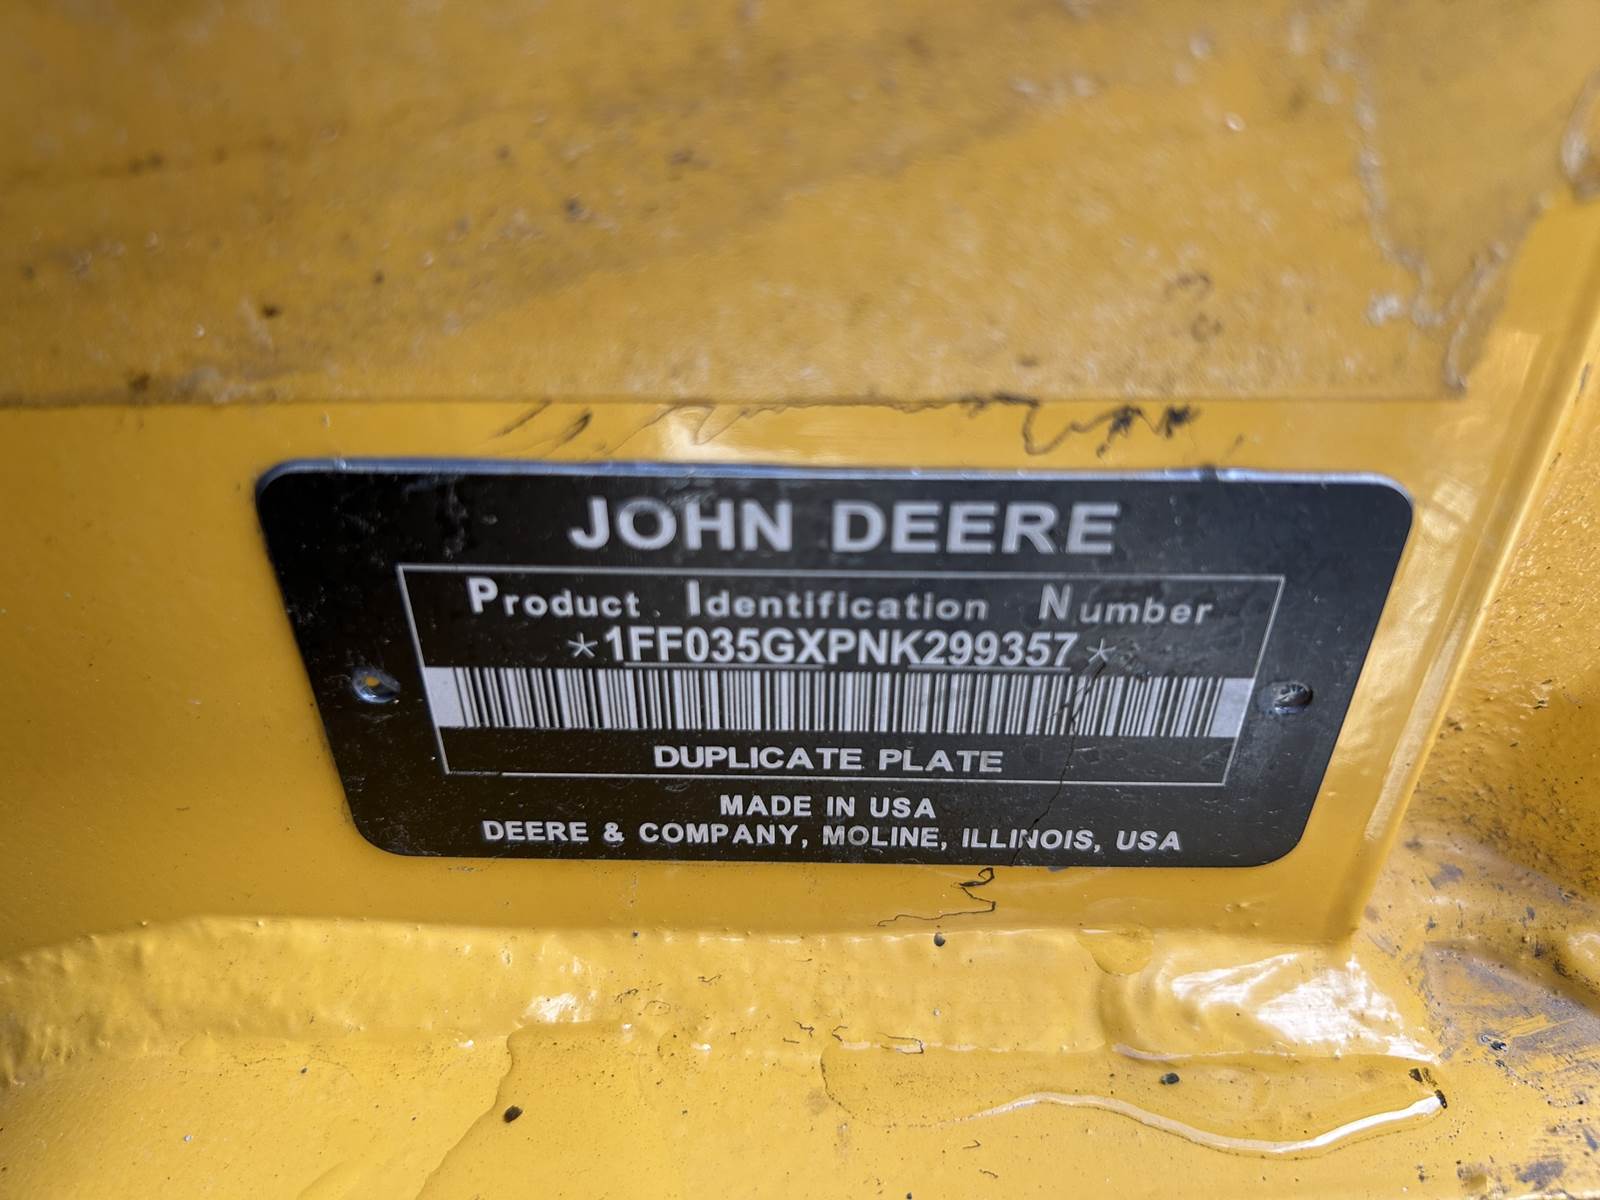 JOHN DEERE
Product Identification Number
*1FF035GXPNK299357*
DUPLICATE PLATE
MADE IN USA
DEERE & COMPANY, MOLINE, ILLINOIS, USA